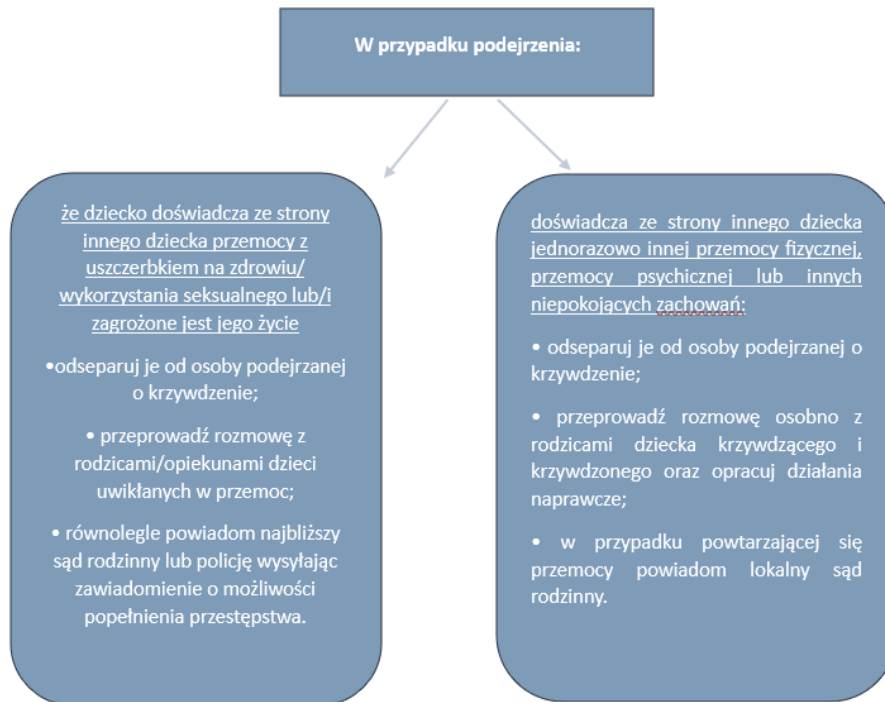 W przypadku podejrzenia:
że dziecko doświadcza ze strony
innego dziecka przemocy z
uszczerbkiem na zdrowiu/
wykorzystania seksualnego lub/i
zagrożone jest jego życie
•odseparuj je od osoby podejrzanej
o krzywdzenie;
• przeprowadź rozmowę z
rodzicami/opiekunami dzieci
uwikłanych w przemoc;
• równolegle powiadom najbliższy
sąd rodzinny lub policję wysyłając
zawiadomienie o możliwości
popełnienia przestępstwa.
doświadcza ze strony innego dziecka
jednorazowo innej przemocy fizycznej,
przemocy psychicznej lub innych
niepokojących zachowań:
• odseparuj je od osoby podejrzanej o
krzywdzenie;
• przeprowadź rozmowę osobno z
rodzicami dziecka krzywdzącego i
krzywdzonego oraz opracuj działania
naprawcze;
• w przypadku powtarzającej się
przemocy powiadom lokalny sąd
rodzinny.